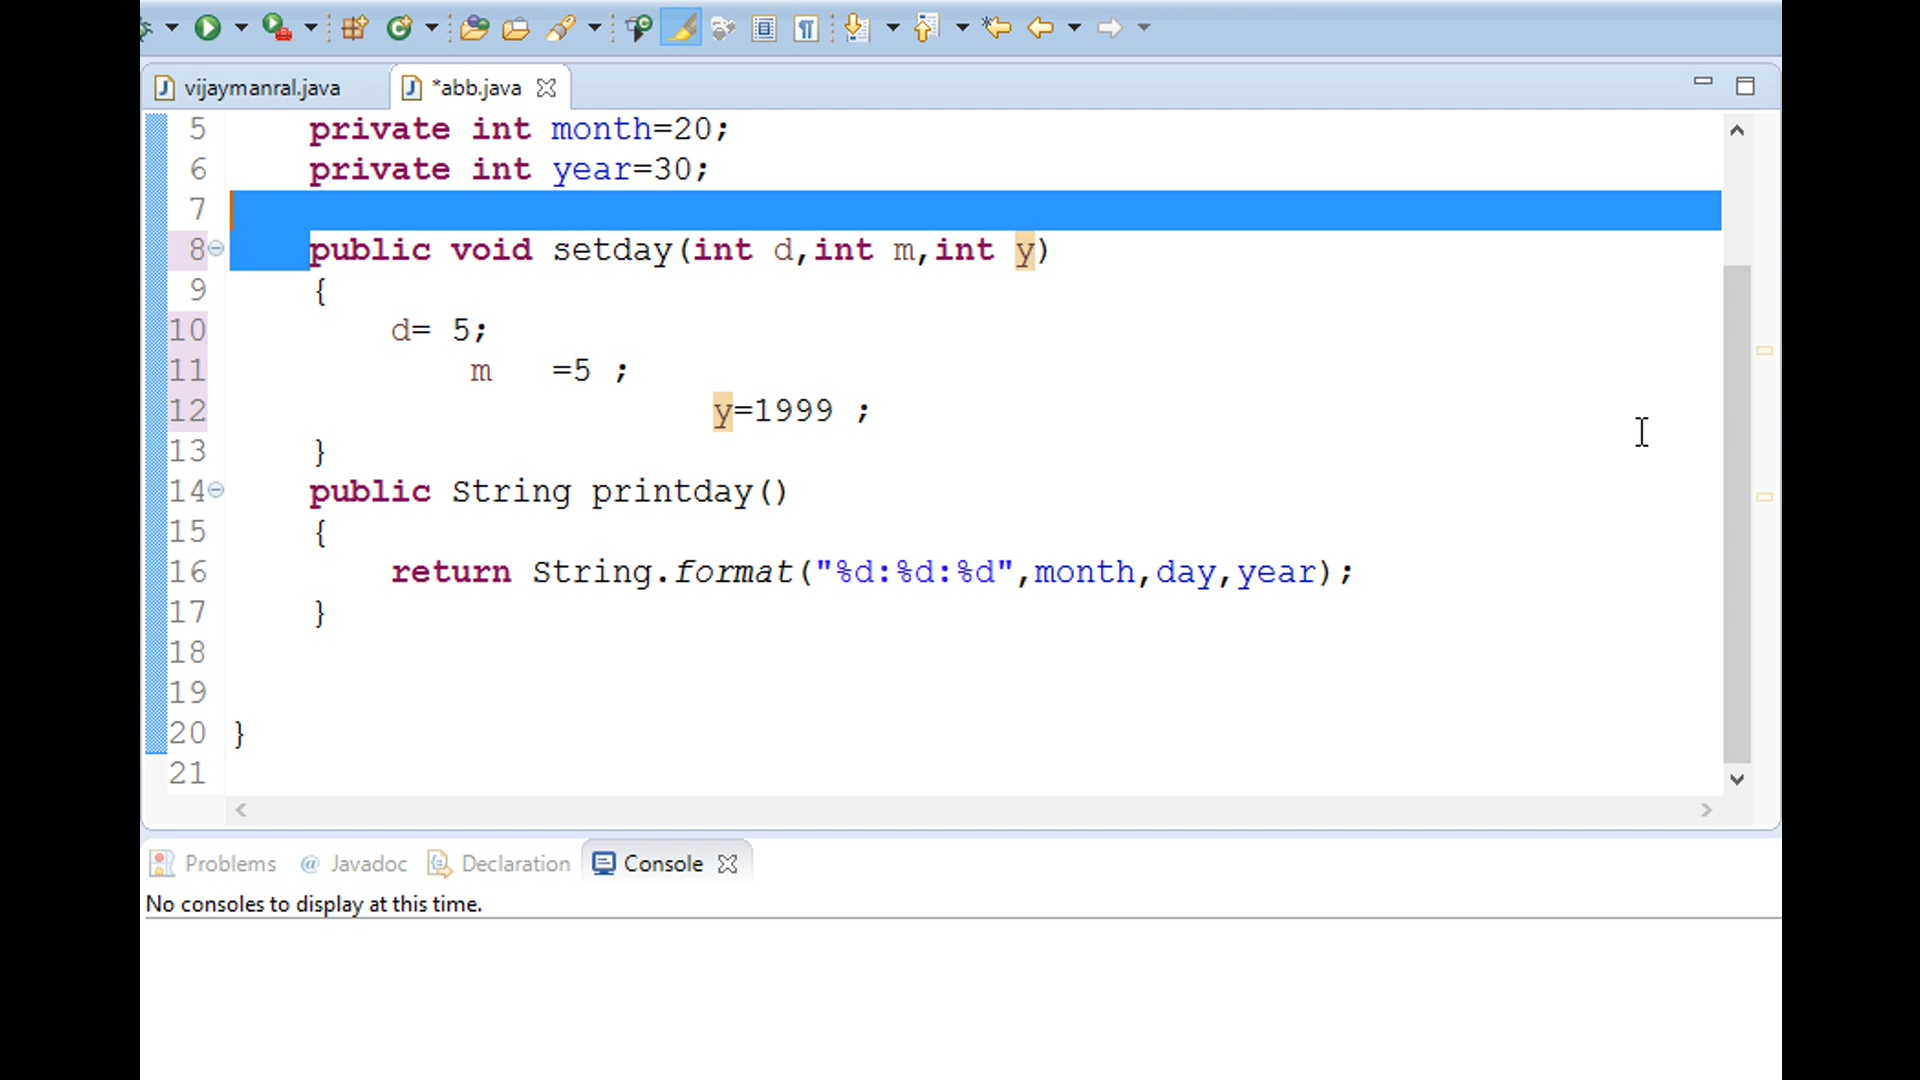 vijaymanral.java
*abb.java
5 private int month=20;
6 private int year=30;
7
8 public void setday(int d,int m,int y)
9 {
10 d= 5;
11 m =5 ;
12 y=1999 ;
13 }
14 public String printday()
15 {
16 return String.format("%d:%d:%d",month,day,year);
17 }
18
19
20 }
21
Problems @ Javadoc Declaration Console
No consoles to display at this time.